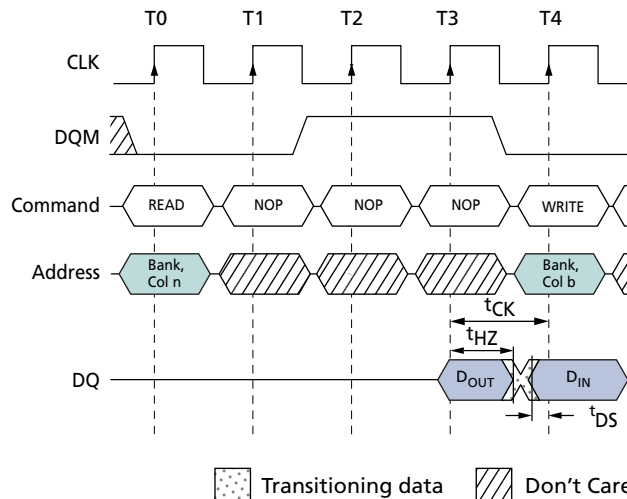 T0 T1 T2 T3 T4
CLK
DQM
Command READ NOP NOP NOP WRITE
Address Bank, Col n Bank, Col b
tCK
tHZ
DQ DOUT DIN
tDS
Transitioning data Don't Care